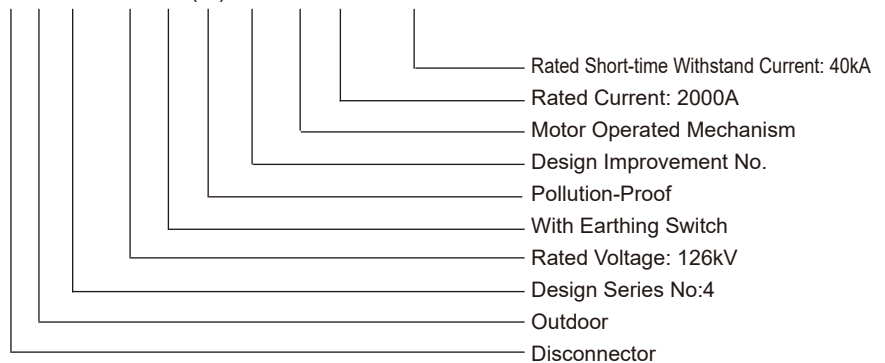 Rated Short-time Withstand Current: 40kA
Rated Current: 2000A
Motor Operated Mechanism
Design Improvement No.
Pollution-Proof
With Earthing Switch
Rated Voltage: 126kV
Design Series No:4
Outdoor
Disconnector